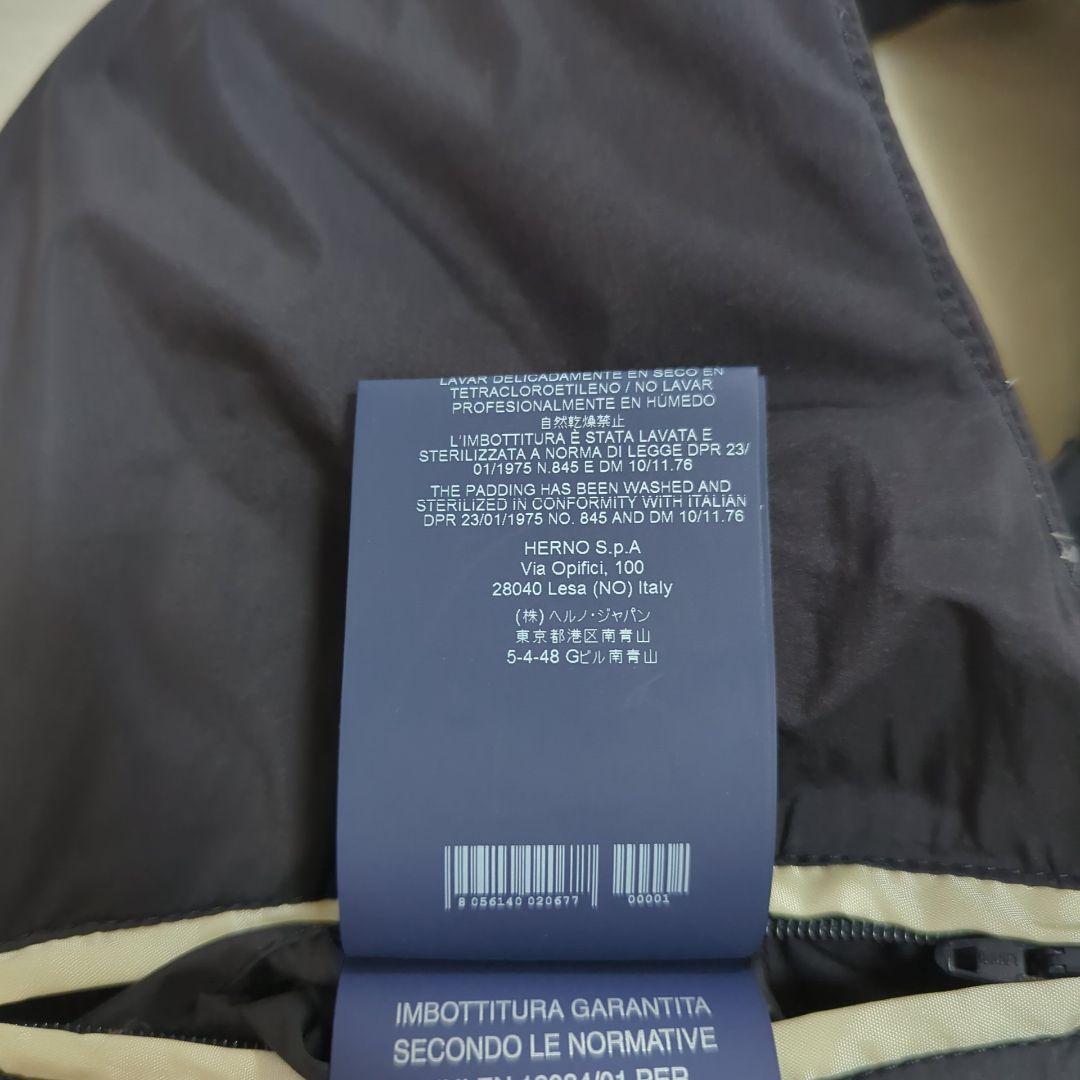 LAVAR DELICADAMENTE EN SECO EN
TETRACLOROETILENO / NO LAVAR
PROFESIONALMENTE EN HÚMEDO
自然乾燥禁止
L'IMBOTTITURA È STATA LAVATA E
STERILIZZATA A NORMA DI LEGGE DPR 23/
01/1975 N.845 E DM 10/11.76
THE PADDING HAS BEEN WASHED AND
STERILIZED IN CONFORMITY WITH ITALIAN
DPR 23/01/1975 NO. 845 AND DM 10/11.76
HERNO S.p.A
Via Opifici, 100
28040 Lesa (NO) Italy
(株) ヘルノ・ジャパン
東京都港区南青山
5-4-48 Gビル南青山
8 056140 020677 00001
IMBOTTITURA GARANTITA
SECONDO LE NORMATIVE
12934/01 PER